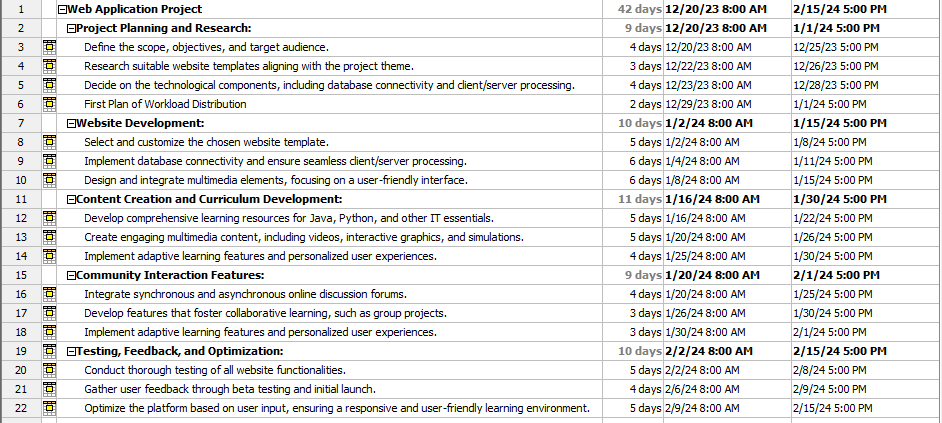 1 Web Application Project 42 days 12/20/23 8:00 AM 2/15/24 5:00 PM
2 Project Planning and Research: 9 days 12/20/23 8:00 AM 1/1/24 5:00 PM
3 Define the scope, objectives, and target audience. 4 days 12/20/23 8:00 AM 12/25/23 5:00 PM
4 Research suitable website templates aligning with the project theme. 3 days 12/22/23 8:00 AM 12/26/23 5:00 PM
5 Decide on the technological components, including database connectivity and client/server processing. 4 days 12/23/23 8:00 AM 12/28/23 5:00 PM
6 First Plan of Workload Distribution 2 days 12/29/23 8:00 AM 1/1/24 5:00 PM
7 Website Development: 10 days 1/2/24 8:00 AM 1/15/24 5:00 PM
8 Select and customize the chosen website template. 5 days 1/2/24 8:00 AM 1/8/24 5:00 PM
9 Implement database connectivity and ensure seamless client/server processing. 6 days 1/4/24 8:00 AM 1/11/24 5:00 PM
10 Design and integrate multimedia elements, focusing on a user-friendly interface. 6 days 1/8/24 8:00 AM 1/15/24 5:00 PM
11 Content Creation and Curriculum Development: 11 days 1/16/24 8:00 AM 1/30/24 5:00 PM
12 Develop comprehensive learning resources for Java, Python, and other IT essentials. 5 days 1/16/24 8:00 AM 1/22/24 5:00 PM
13 Create engaging multimedia content, including videos, interactive graphics, and simulations. 5 days 1/20/24 8:00 AM 1/26/24 5:00 PM
14 Implement adaptive learning features and personalized user experiences. 4 days 1/25/24 8:00 AM 1/30/24 5:00 PM
15 Community Interaction Features: 9 days 1/20/24 8:00 AM 2/1/24 5:00 PM
16 Integrate synchronous and asynchronous online discussion forums. 4 days 1/20/24 8:00 AM 1/25/24 5:00 PM
17 Develop features that foster collaborative learning, such as group projects. 3 days 1/26/24 8:00 AM 1/30/24 5:00 PM
18 Implement adaptive learning features and personalized user experiences. 3 days 1/30/24 8:00 AM 2/1/24 5:00 PM
19 Testing, Feedback, and Optimization: 10 days 2/2/24 8:00 AM 2/15/24 5:00 PM
20 Conduct thorough testing of all website functionalities. 5 days 2/2/24 8:00 AM 2/8/24 5:00 PM
21 Gather user feedback through beta testing and initial launch. 4 days 2/6/24 8:00 AM 2/9/24 5:00 PM
22 Optimize the platform based on user input, ensuring a responsive and user-friendly learning environment. 5 days 2/9/24 8:00 AM 2/15/24 5:00 PM